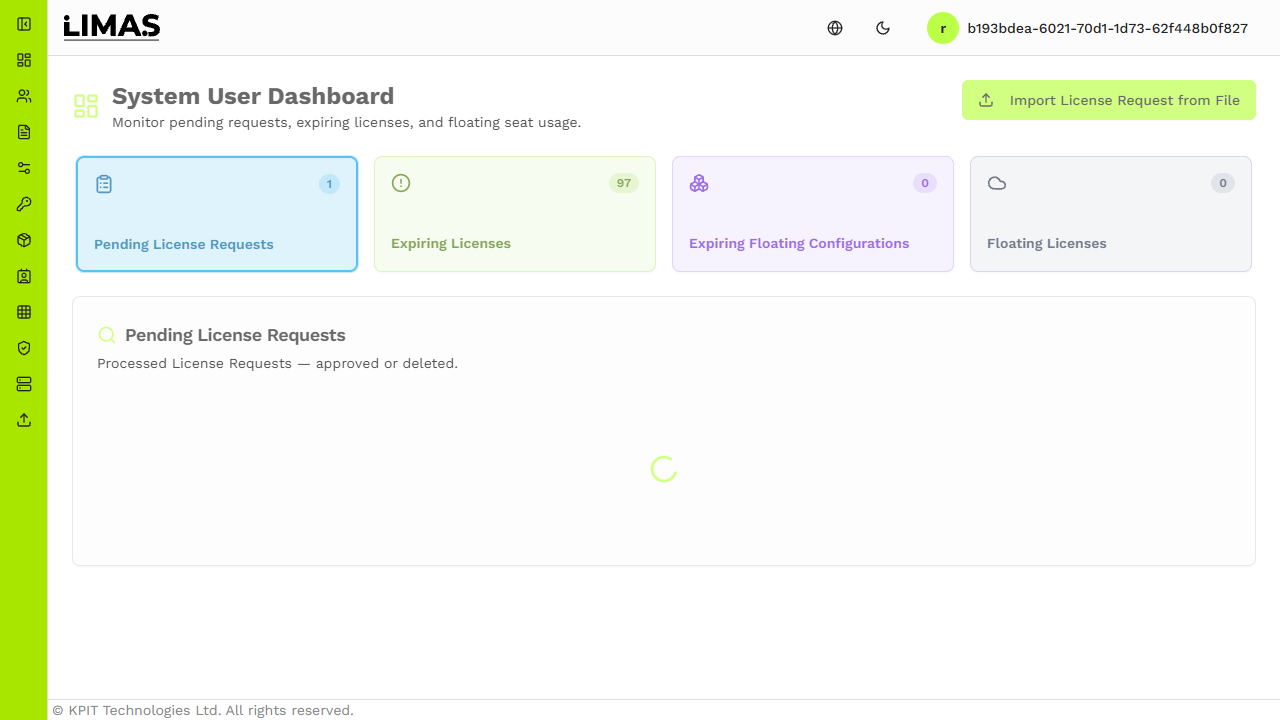 LIMAS
r
b193bdea-6021-70d1-1d73-62f448b0f827
System User Dashboard
Monitor pending requests, expiring licenses, and floating seat usage.
Import License Request from File
1
Pending License Requests
97
Expiring Licenses
0
Expiring Floating Configurations
0
Floating Licenses
Pending License Requests
Processed License Requests — approved or deleted.
© KPIT Technologies Ltd. All rights reserved.